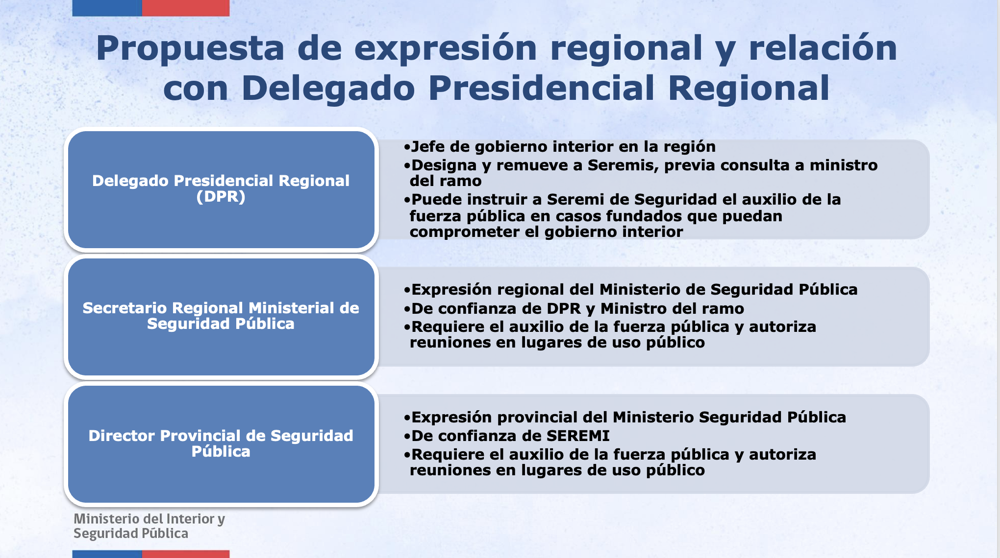 Propuesta de expresión regional y relación
con Delegado Presidencial Regional
Delegado Presidencial Regional
(DPR)
•Jefe de gobierno interior en la región
•Designa y remueve a Seremis, previa consulta a ministro
del ramo
•Puede instruir a Seremi de Seguridad el auxilio de la
fuerza pública en casos fundados que puedan
comprometer el gobierno interior
Secretario Regional Ministerial de
Seguridad Pública
•Expresión regional del Ministerio de Seguridad Pública
•De confianza de DPR y Ministro del ramo
•Requiere el auxilio de la fuerza pública y autoriza
reuniones en lugares de uso público
Director Provincial de Seguridad
Pública
•Expresión provincial del Ministerio Seguridad Pública
•De confianza de SEREMI
•Requiere el auxilio de la fuerza pública y autoriza
reuniones en lugares de uso público
Ministerio del Interior y
Seguridad Pública